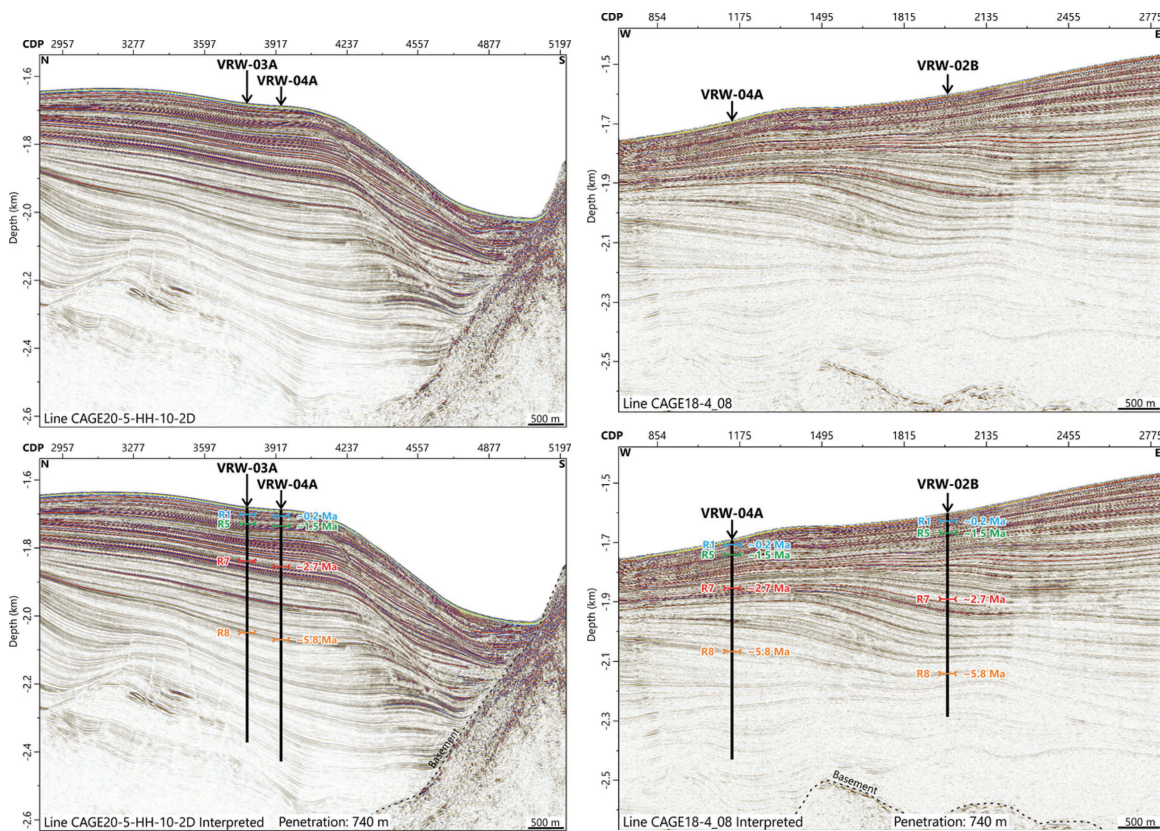 CDP 2957 3277 3597 3917 4237 4557 4877 5197
N S
VRW-03A
VRW-04A
-1.6
-1.8
-2.0
-2.2
-2.4
-2.6
Depth (km)
Line CAGE20-5-HH-10-2D
500 m
CDP 854 1175 1495 1815 2135 2455 2775
W E
VRW-02B
VRW-04A
-1.5
-1.7
-1.9
-2.1
-2.3
-2.5
Depth (km)
Line CAGE18-4_08
500 m
CDP 2957 3277 3597 3917 4237 4557 4877 5197
N S
VRW-03A
VRW-04A
-1.6
-1.8
-2.0
-2.2
-2.4
-2.6
Depth (km)
R1 ~0.2 Ma
R5 ~1.5 Ma
R7 ~2.7 Ma
R8 ~5.8 Ma
Basement
Line CAGE20-5-HH-10-2D Interpreted Penetration: 740 m
500 m
CDP 854 1175 1495 1815 2135 2455 2775
W E
VRW-02B
VRW-04A
-1.5
-1.7
-1.9
-2.1
-2.3
-2.5
Depth (km)
R1 ~0.2 Ma R1 ~0.2 Ma
R5 ~1.5 Ma R5 ~1.5 Ma
R7 ~2.7 Ma R7 ~2.7 Ma
R8 ~5.8 Ma R8 ~5.8 Ma
Basement
Line CAGE18-4_08 Interpreted Penetration: 740 m
500 m